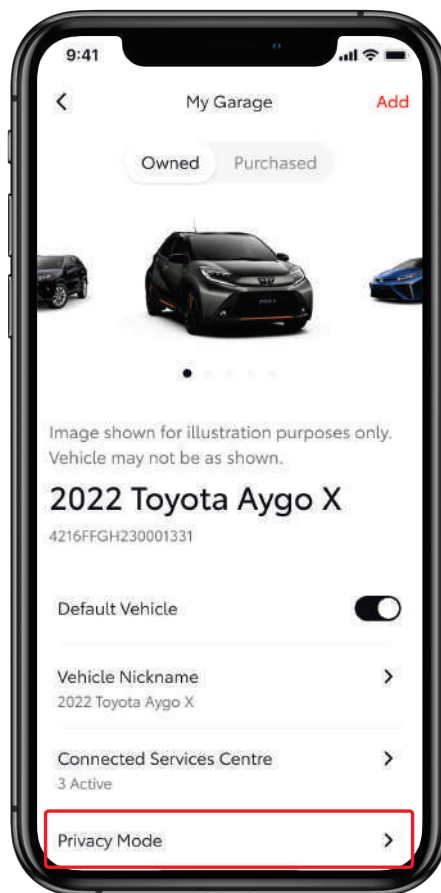 9:41
My Garage
Add
Owned Purchased
Image shown for illustration purposes only.
Vehicle may not be as shown.
2022 Toyota Aygo X
4216FFGH230001331
Default Vehicle
Vehicle Nickname
2022 Toyota Aygo X
Connected Services Centre
3 Active
Privacy Mode